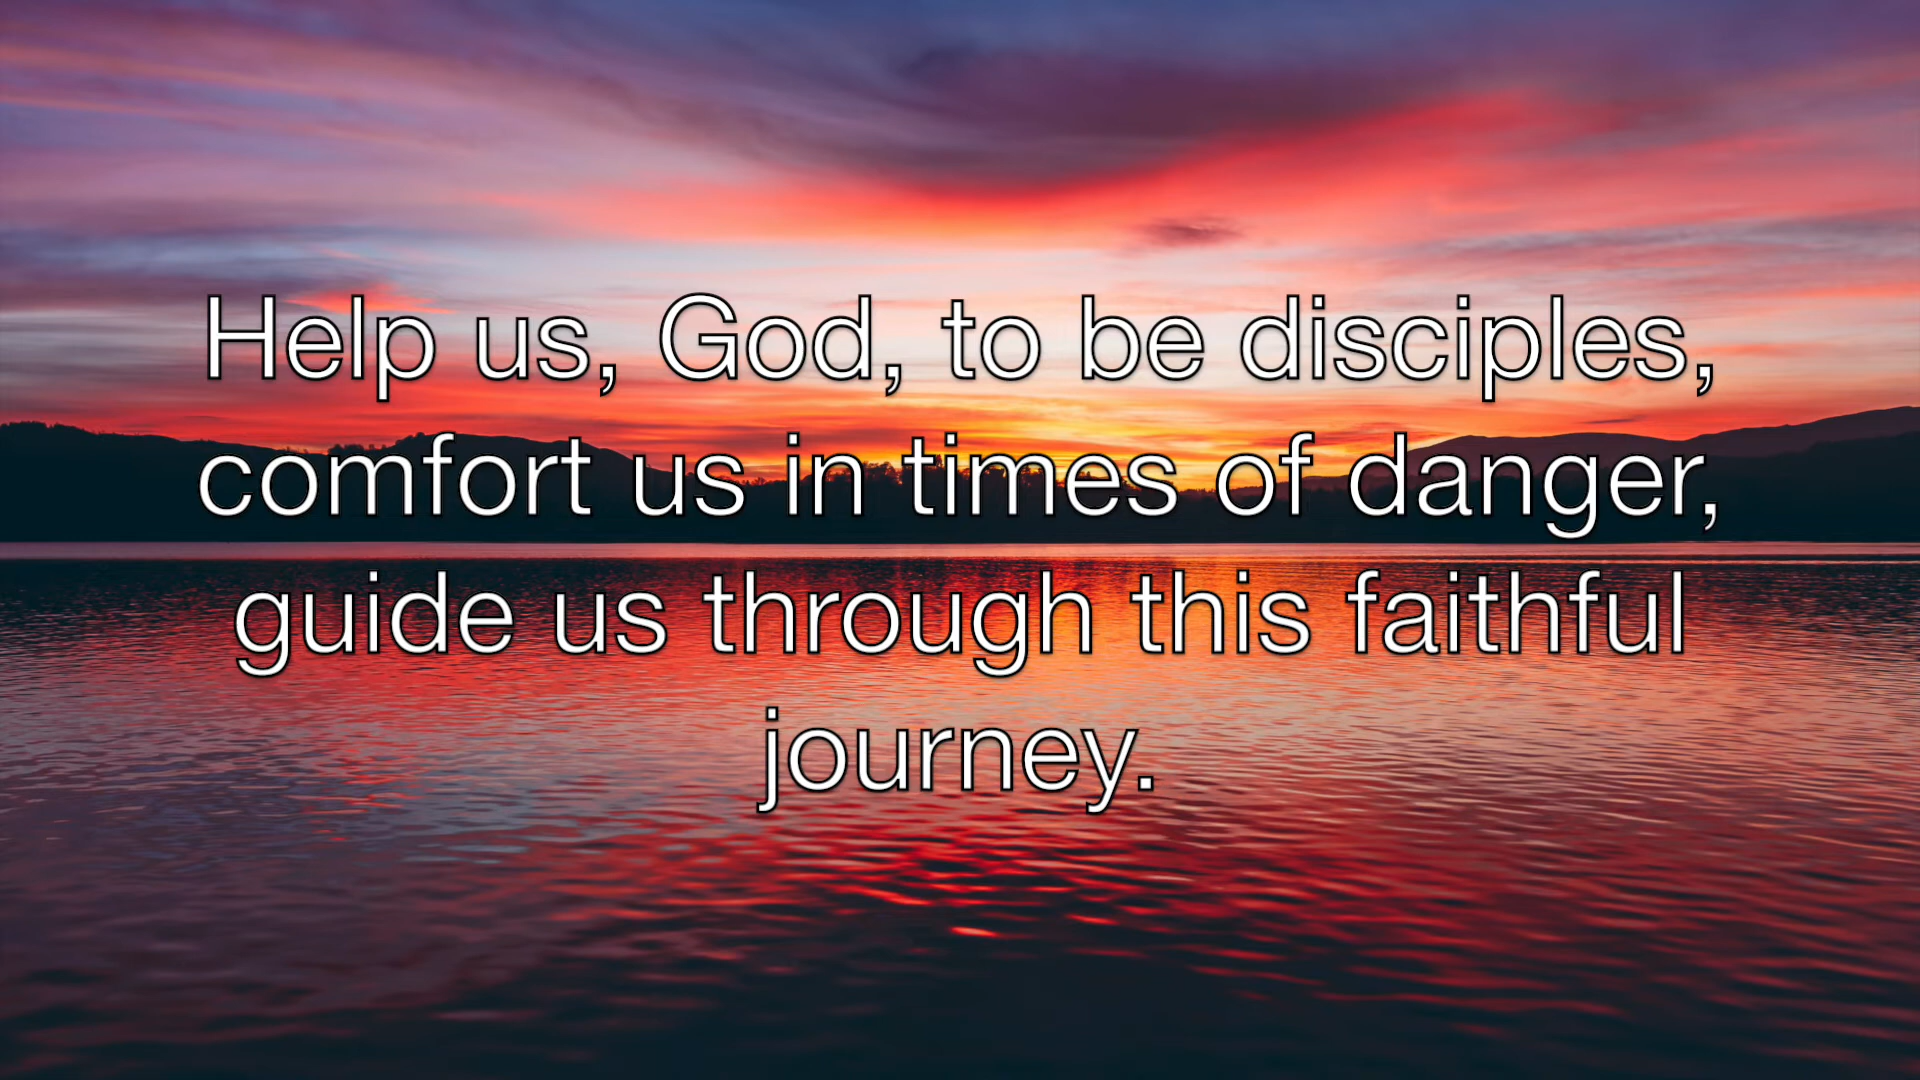 Help us, God, to be disciples,
comfort us in times of danger,
guide us through this faithful
journey.